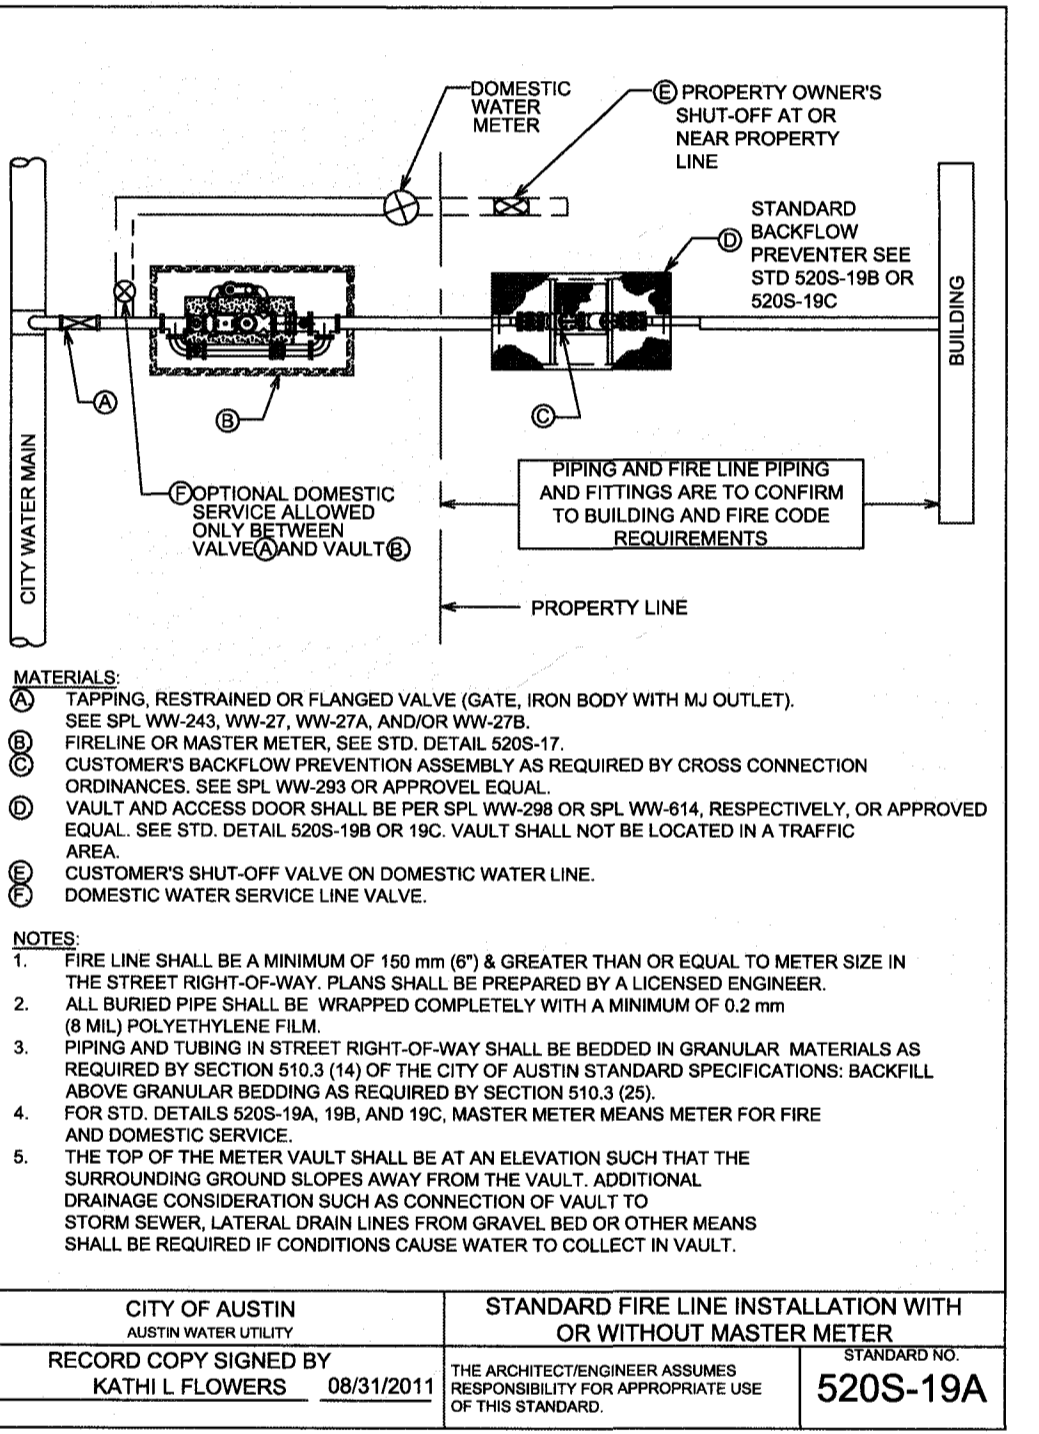 DOMESTIC
WATER
METER
Ⓔ PROPERTY OWNER'S
SHUT-OFF AT OR
NEAR PROPERTY
LINE
Ⓓ
STANDARD
BACKFLOW
PREVENTER SEE
STD 520S-19B OR
520S-19C
BUILDING
CITY WATER MAIN
Ⓐ
Ⓑ
Ⓒ
ⒻOPTIONAL DOMESTIC
SERVICE ALLOWED
ONLY BETWEEN
VALVEⒶAND VAULTⒷ
PIPING AND FIRE LINE PIPING
AND FITTINGS ARE TO CONFIRM
TO BUILDING AND FIRE CODE
REQUIREMENTS
PROPERTY LINE
MATERIALS:
Ⓐ TAPPING, RESTRAINED OR FLANGED VALVE (GATE, IRON BODY WITH MJ OUTLET).
SEE SPL WW-243, WW-27, WW-27A, AND/OR WW-27B.
Ⓑ FIRELINE OR MASTER METER, SEE STD. DETAIL 520S-17.
Ⓒ CUSTOMER'S BACKFLOW PREVENTION ASSEMBLY AS REQUIRED BY CROSS CONNECTION
ORDINANCES. SEE SPL WW-293 OR APPROVEL EQUAL.
Ⓓ VAULT AND ACCESS DOOR SHALL BE PER SPL WW-298 OR SPL WW-614, RESPECTIVELY, OR APPROVED
EQUAL. SEE STD. DETAIL 520S-19B OR 19C. VAULT SHALL NOT BE LOCATED IN A TRAFFIC
AREA.
Ⓔ CUSTOMER'S SHUT-OFF VALVE ON DOMESTIC WATER LINE.
Ⓕ DOMESTIC WATER SERVICE LINE VALVE.
NOTES:
1. FIRE LINE SHALL BE A MINIMUM OF 150 mm (6") & GREATER THAN OR EQUAL TO METER SIZE IN
THE STREET RIGHT-OF-WAY. PLANS SHALL BE PREPARED BY A LICENSED ENGINEER.
2. ALL BURIED PIPE SHALL BE WRAPPED COMPLETELY WITH A MINIMUM OF 0.2 mm
(8 MIL) POLYETHYLENE FILM.
3. PIPING AND TUBING IN STREET RIGHT-OF-WAY SHALL BE BEDDED IN GRANULAR MATERIALS AS
REQUIRED BY SECTION 510.3 (14) OF THE CITY OF AUSTIN STANDARD SPECIFICATIONS: BACKFILL
ABOVE GRANULAR BEDDING AS REQUIRED BY SECTION 510.3 (25).
4. FOR STD. DETAILS 520S-19A, 19B, AND 19C, MASTER METER MEANS METER FOR FIRE
AND DOMESTIC SERVICE.
5. THE TOP OF THE METER VAULT SHALL BE AT AN ELEVATION SUCH THAT THE
SURROUNDING GROUND SLOPES AWAY FROM THE VAULT. ADDITIONAL
DRAINAGE CONSIDERATION SUCH AS CONNECTION OF VAULT TO
STORM SEWER, LATERAL DRAIN LINES FROM GRAVEL BED OR OTHER MEANS
SHALL BE REQUIRED IF CONDITIONS CAUSE WATER TO COLLECT IN VAULT.
CITY OF AUSTIN
AUSTIN WATER UTILITY
STANDARD FIRE LINE INSTALLATION WITH
OR WITHOUT MASTER METER
RECORD COPY SIGNED BY
KATHI L FLOWERS 08/31/2011
THE ARCHITECT/ENGINEER ASSUMES
RESPONSIBILITY FOR APPROPRIATE USE
OF THIS STANDARD.
STANDARD NO.
520S-19A